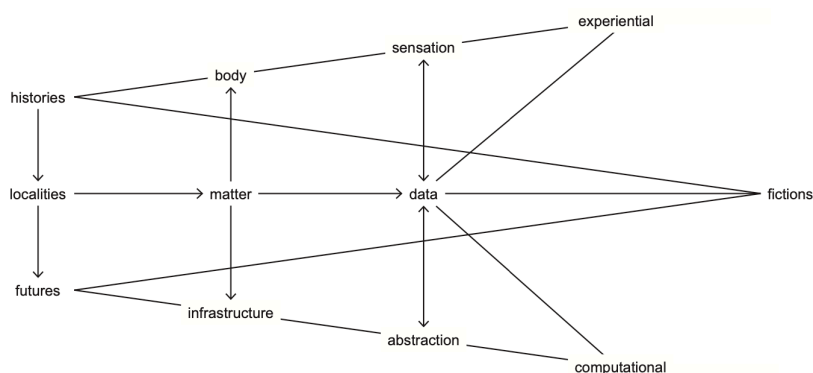 experiential
sensation
body
histories
localities
matter
data
fictions
futures
infrastructure
abstraction
computational